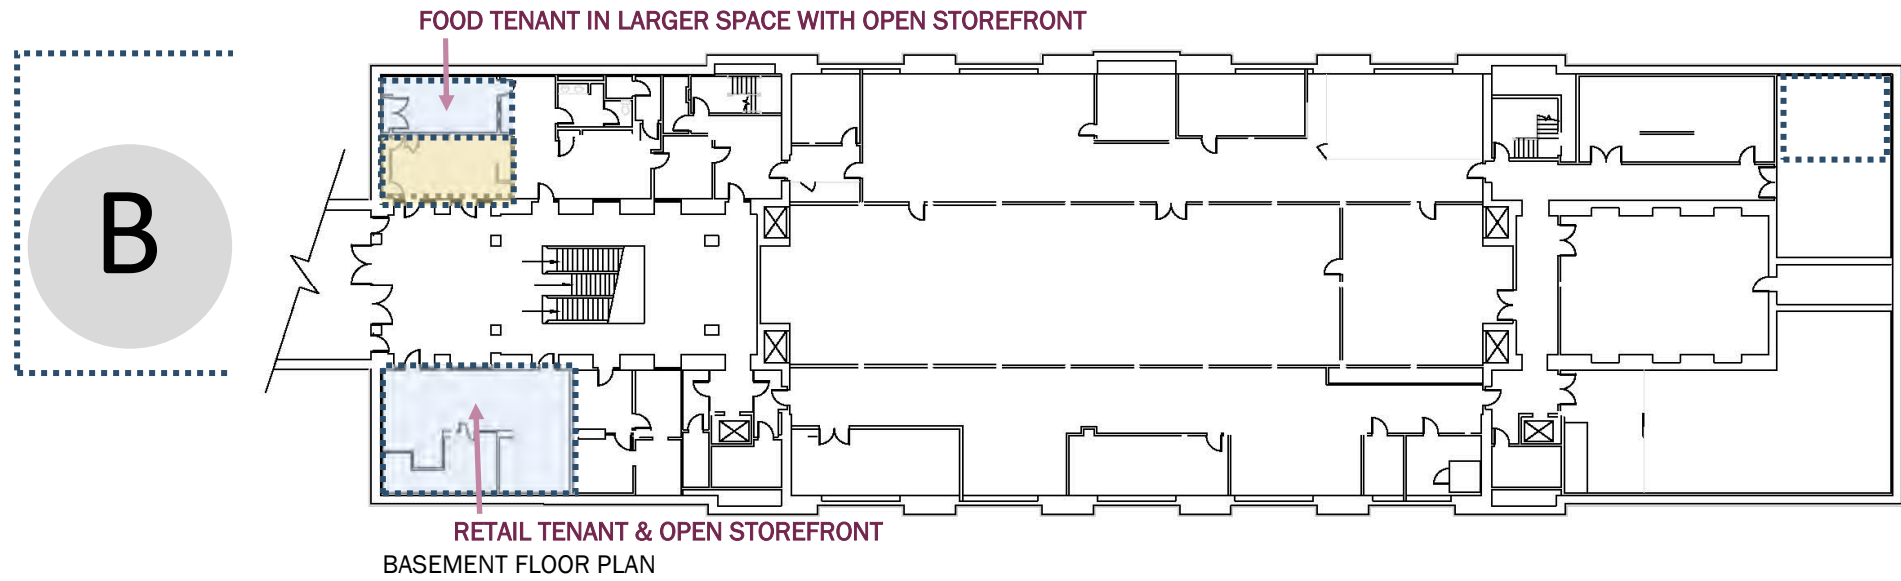 FOOD TENANT IN LARGER SPACE WITH OPEN STOREFRONT
B
RETAIL TENANT & OPEN STOREFRONT
BASEMENT FLOOR PLAN